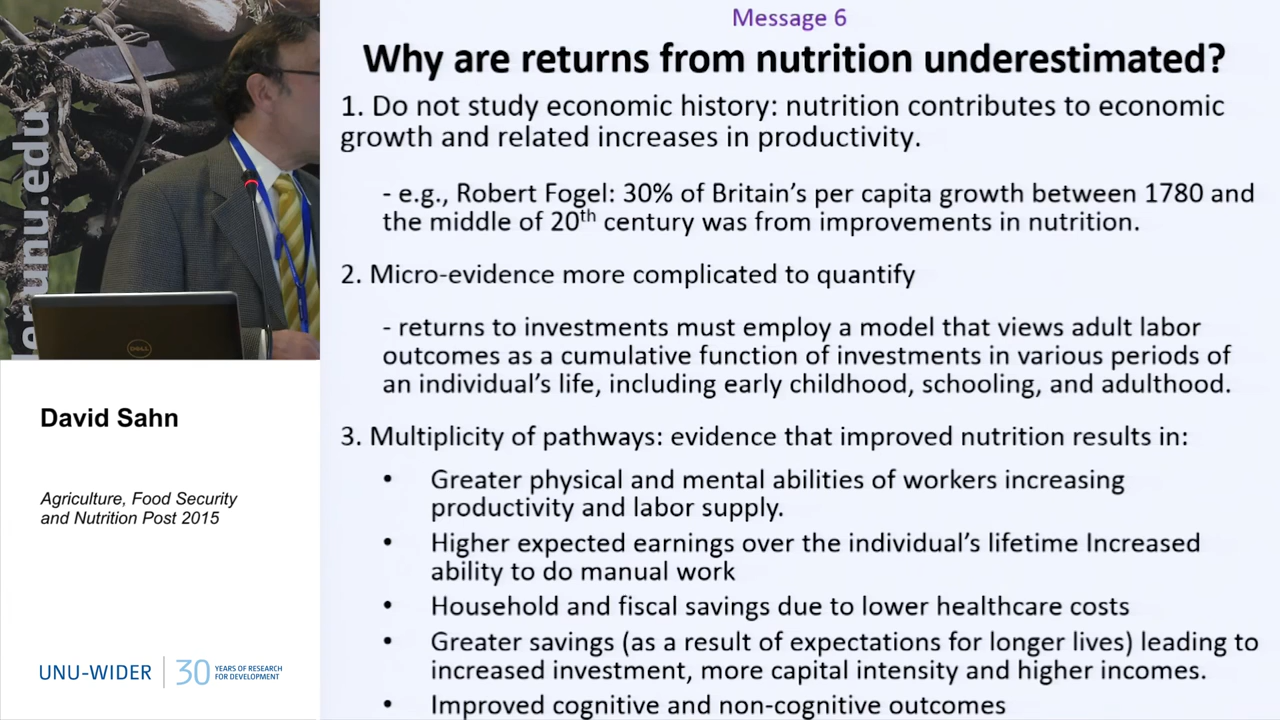 Message 6
Why are returns from nutrition underestimated?
1. Do not study economic history: nutrition contributes to economic
growth and related increases in productivity.
- e.g., Robert Fogel: 30% of Britain's per capita growth between 1780 and
the middle of 20th century was from improvements in nutrition.
2. Micro-evidence more complicated to quantify
- returns to investments must employ a model that views adult labor
outcomes as a cumulative function of investments in various periods of
an individual's life, including early childhood, schooling, and adulthood.
3. Multiplicity of pathways: evidence that improved nutrition results in:
• Greater physical and mental abilities of workers increasing
productivity and labor supply.
• Higher expected earnings over the individual's lifetime Increased
ability to do manual work
• Household and fiscal savings due to lower healthcare costs
• Greater savings (as a result of expectations for longer lives) leading to
increased investment, more capital intensity and higher incomes.
• Improved cognitive and non-cognitive outcomes
unu.edu
DELL
David Sahn
Agriculture, Food Security
and Nutrition Post 2015
UNU-WIDER
30 YEARS OF RESEARCH
FOR DEVELOPMENT